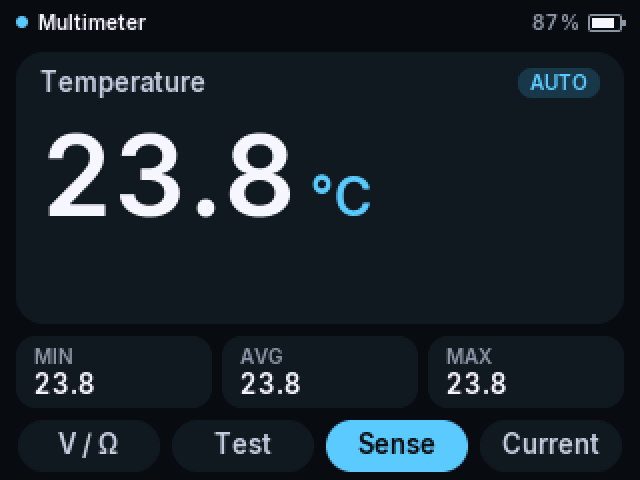 Multimeter
87%
Temperature
AUTO
23.8 °C
MIN
23.8
AVG
23.8
MAX
23.8
V / Ω
Test
Sense
Current